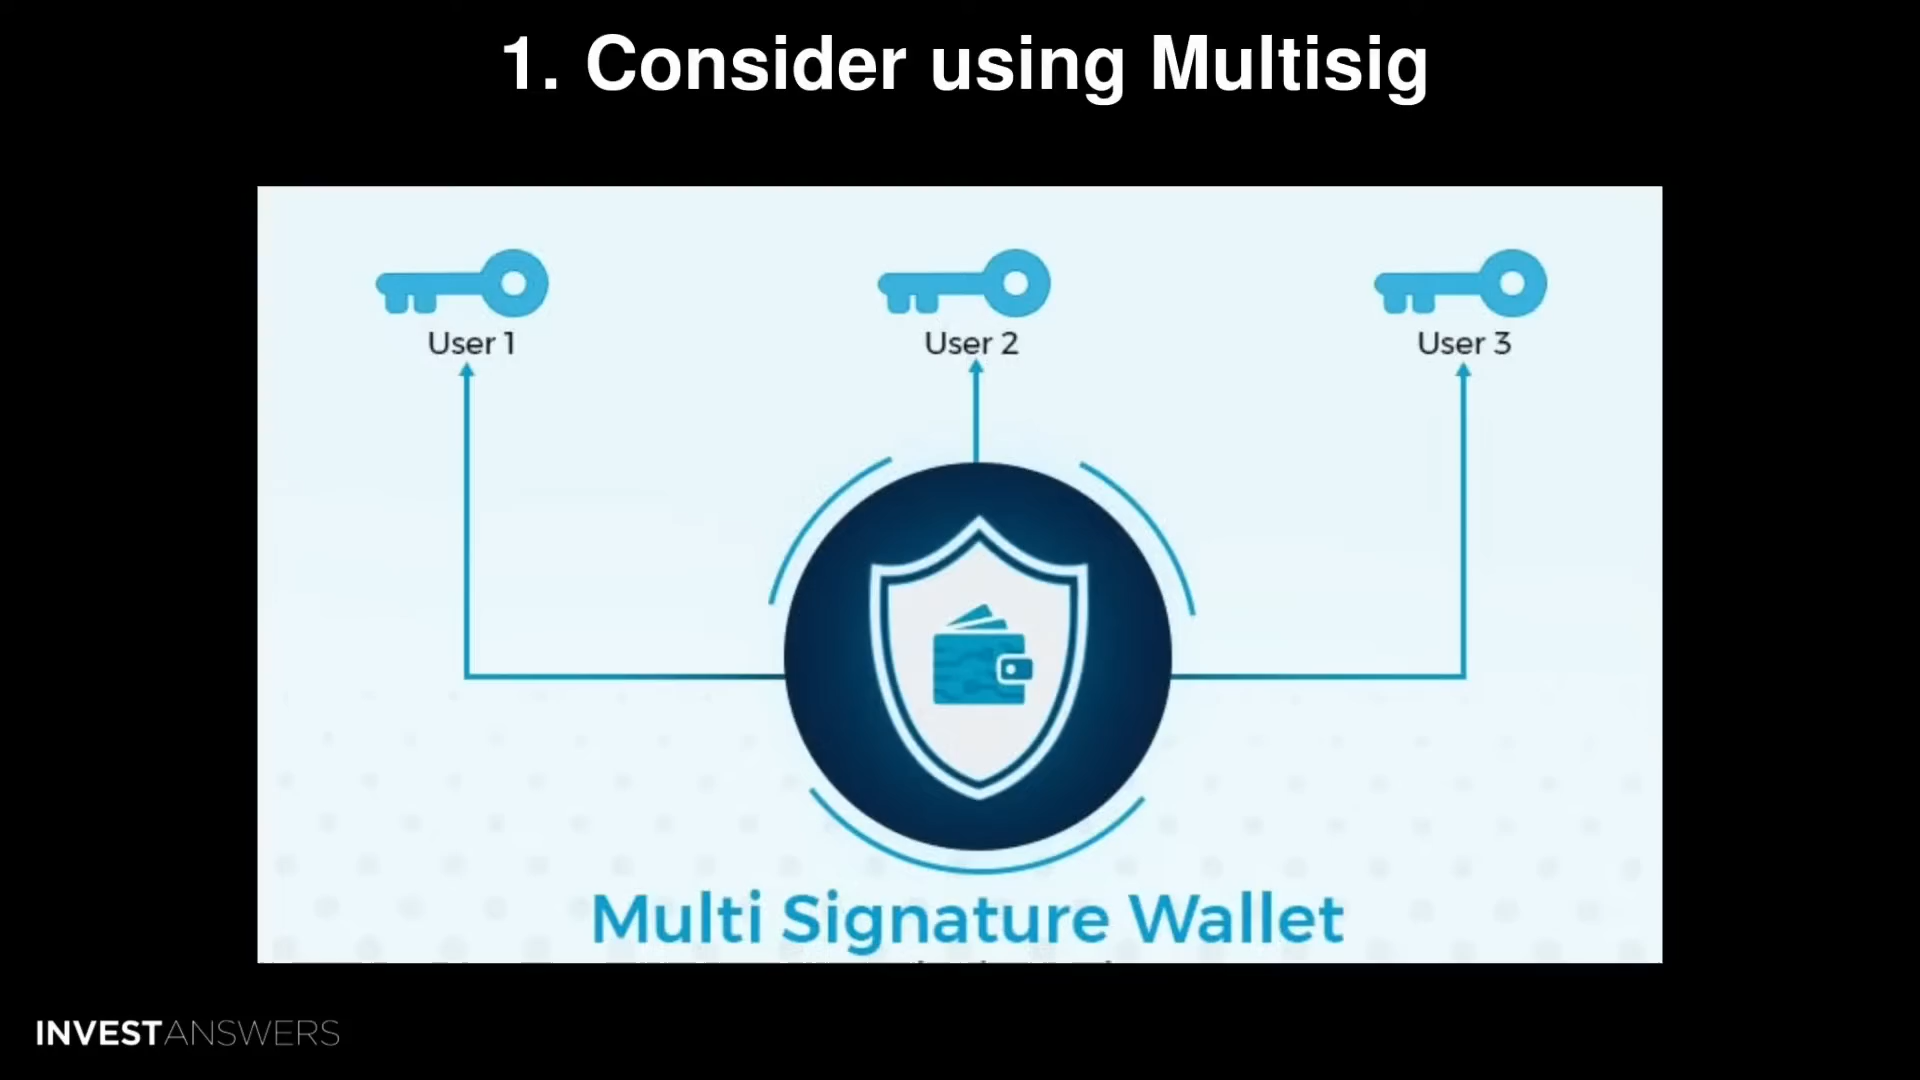 1. Consider using Multisig
User 1
User 2
User 3
Multi Signature Wallet
INVESTANSWERS